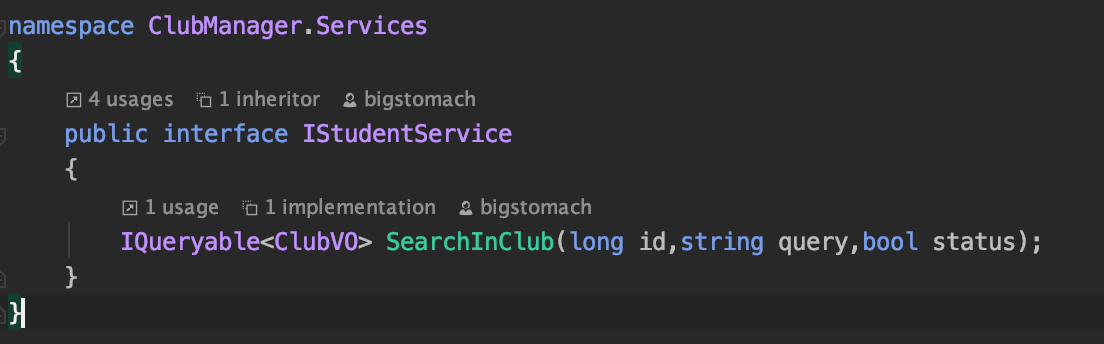 namespace ClubManager.Services
{
4 usages 1 inheritor bigstomach
public interface IStudentService
{
1 usage 1 implementation bigstomach
IQueryable<ClubVO> SearchInClub(long id,string query,bool status);
}
}